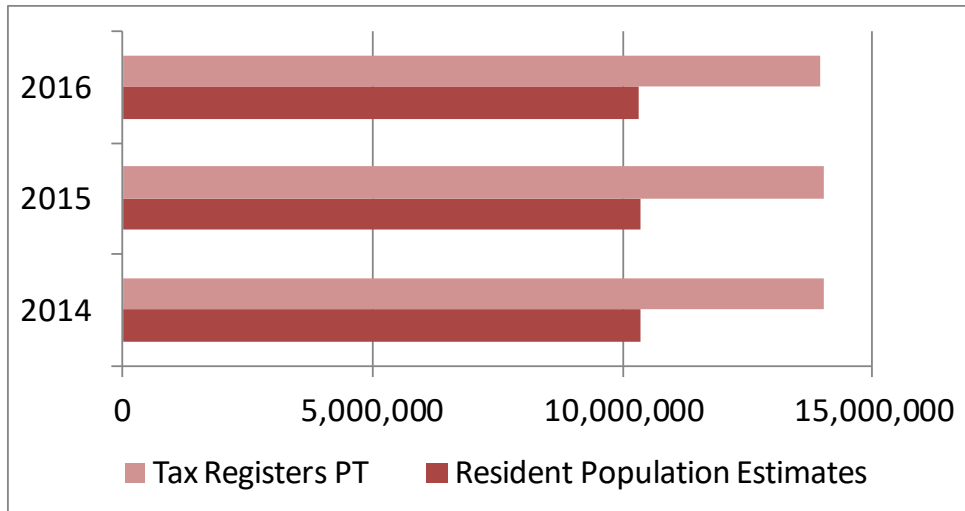 2016
2015
2014
0 5,000,000 10,000,000 15,000,000
Tax Registers PT Resident Population Estimates